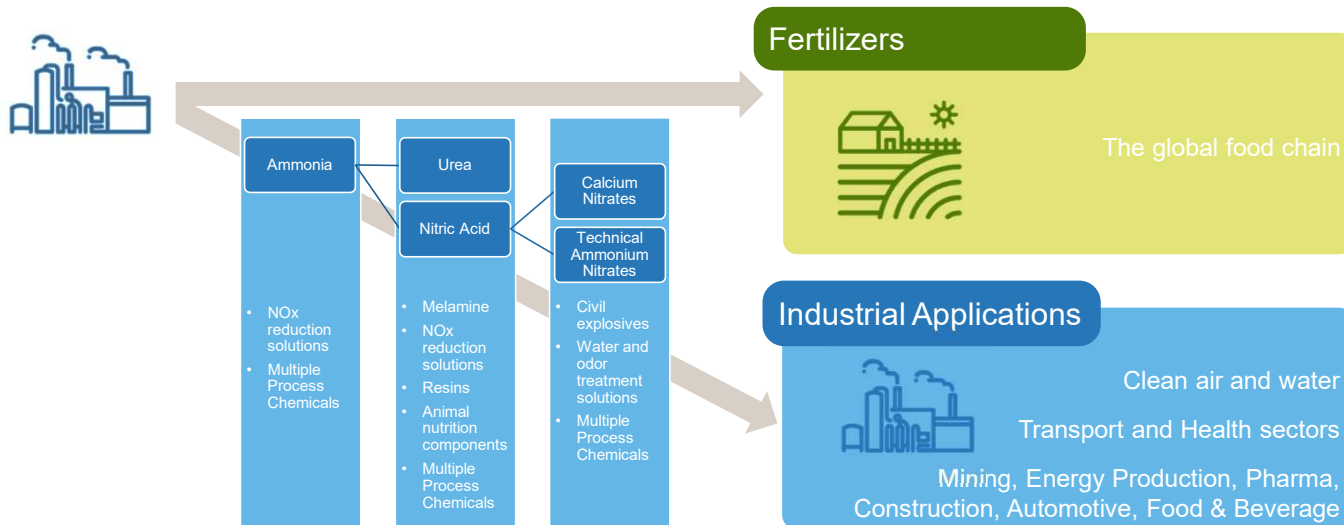 Fertilizers
The global food chain
Ammonia
Urea
Nitric Acid
Calcium
Nitrates
Technical
Ammonium
Nitrates
• NOx
reduction
solutions
• Multiple
Process
Chemicals
• Melamine
• NOx
reduction
solutions
• Resins
• Animal
nutrition
components
• Multiple
Process
Chemicals
• Civil
explosives
• Water and
odor
treatment
solutions
• Multiple
Process
Chemicals
Industrial Applications
Clean air and water
Transport and Health sectors
Mining, Energy Production, Pharma,
Construction, Automotive, Food & Beverage